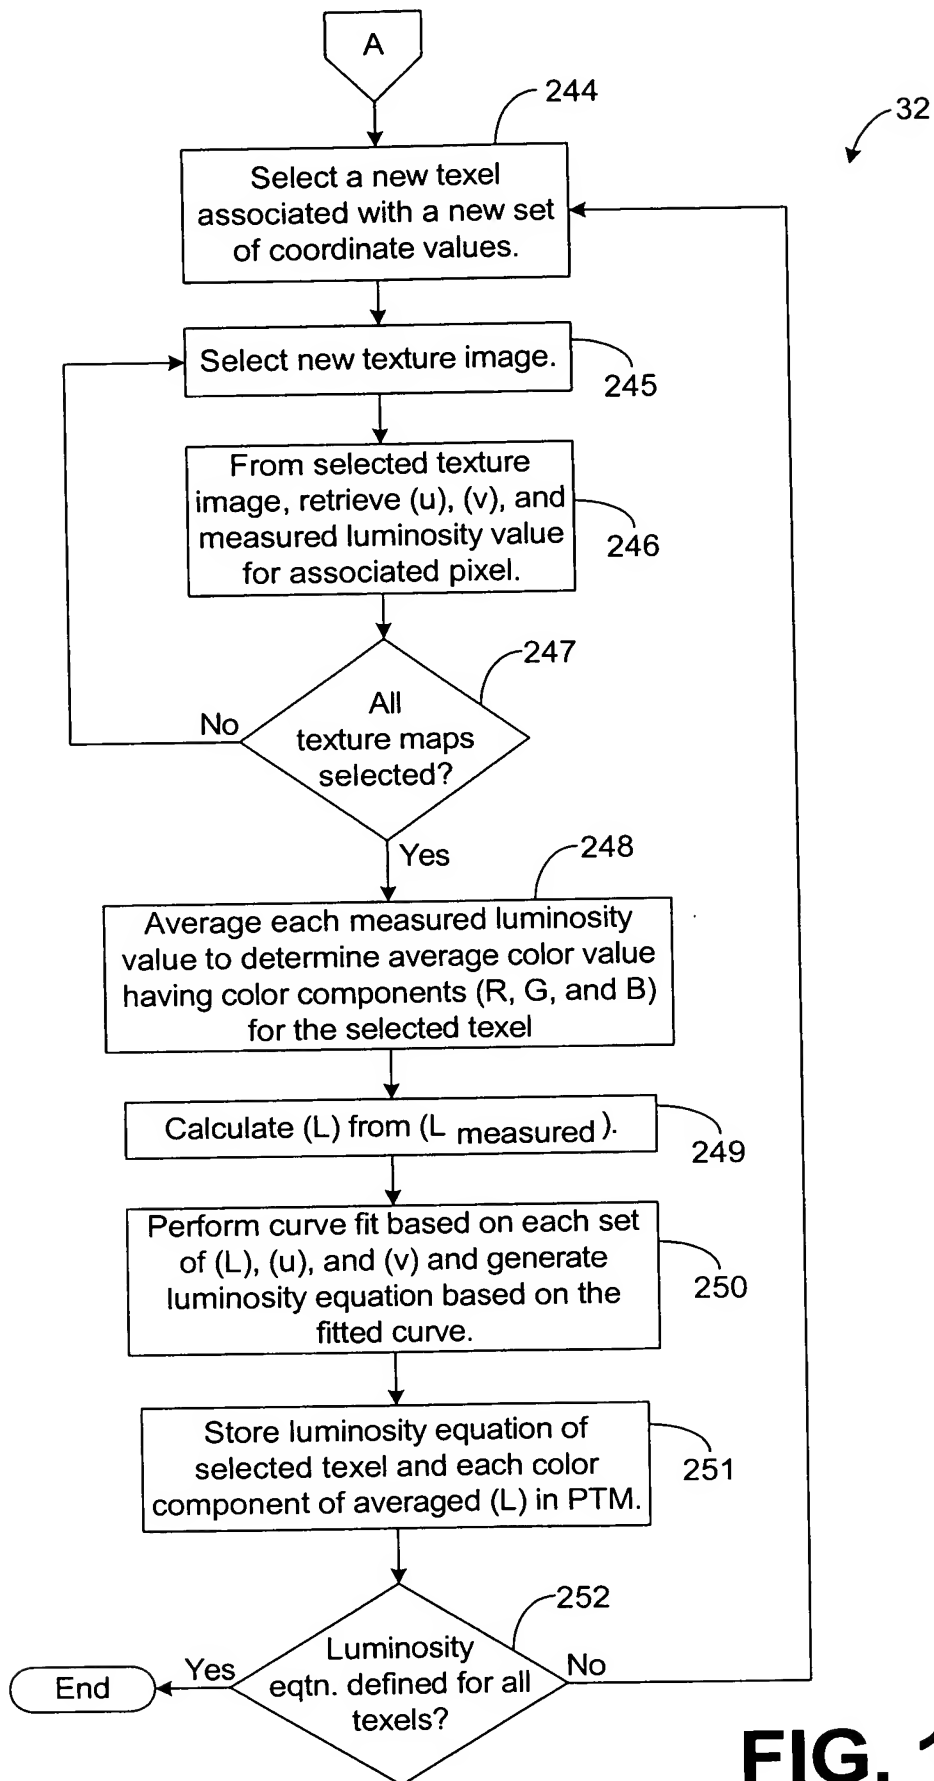 A
244
32
Select a new texel
associated with a new set
of coordinate values.
Select new texture image.
245
From selected texture
image, retrieve (u), (v), and
measured luminosity value
for associated pixel.
246
247
All
texture maps
selected?
No
Yes
248
Average each measured luminosity
value to determine average color value
having color components (R, G, and B)
for the selected texel
Calculate (L) from (L measured).
249
Perform curve fit based on each set
of (L), (u), and (v) and generate
luminosity equation based on the
fitted curve.
250
Store luminosity equation of
selected texel and each color
component of averaged (L) in PTM.
251
252
Luminosity
eqtn. defined for all
texels?
Yes
No
End
FIG.